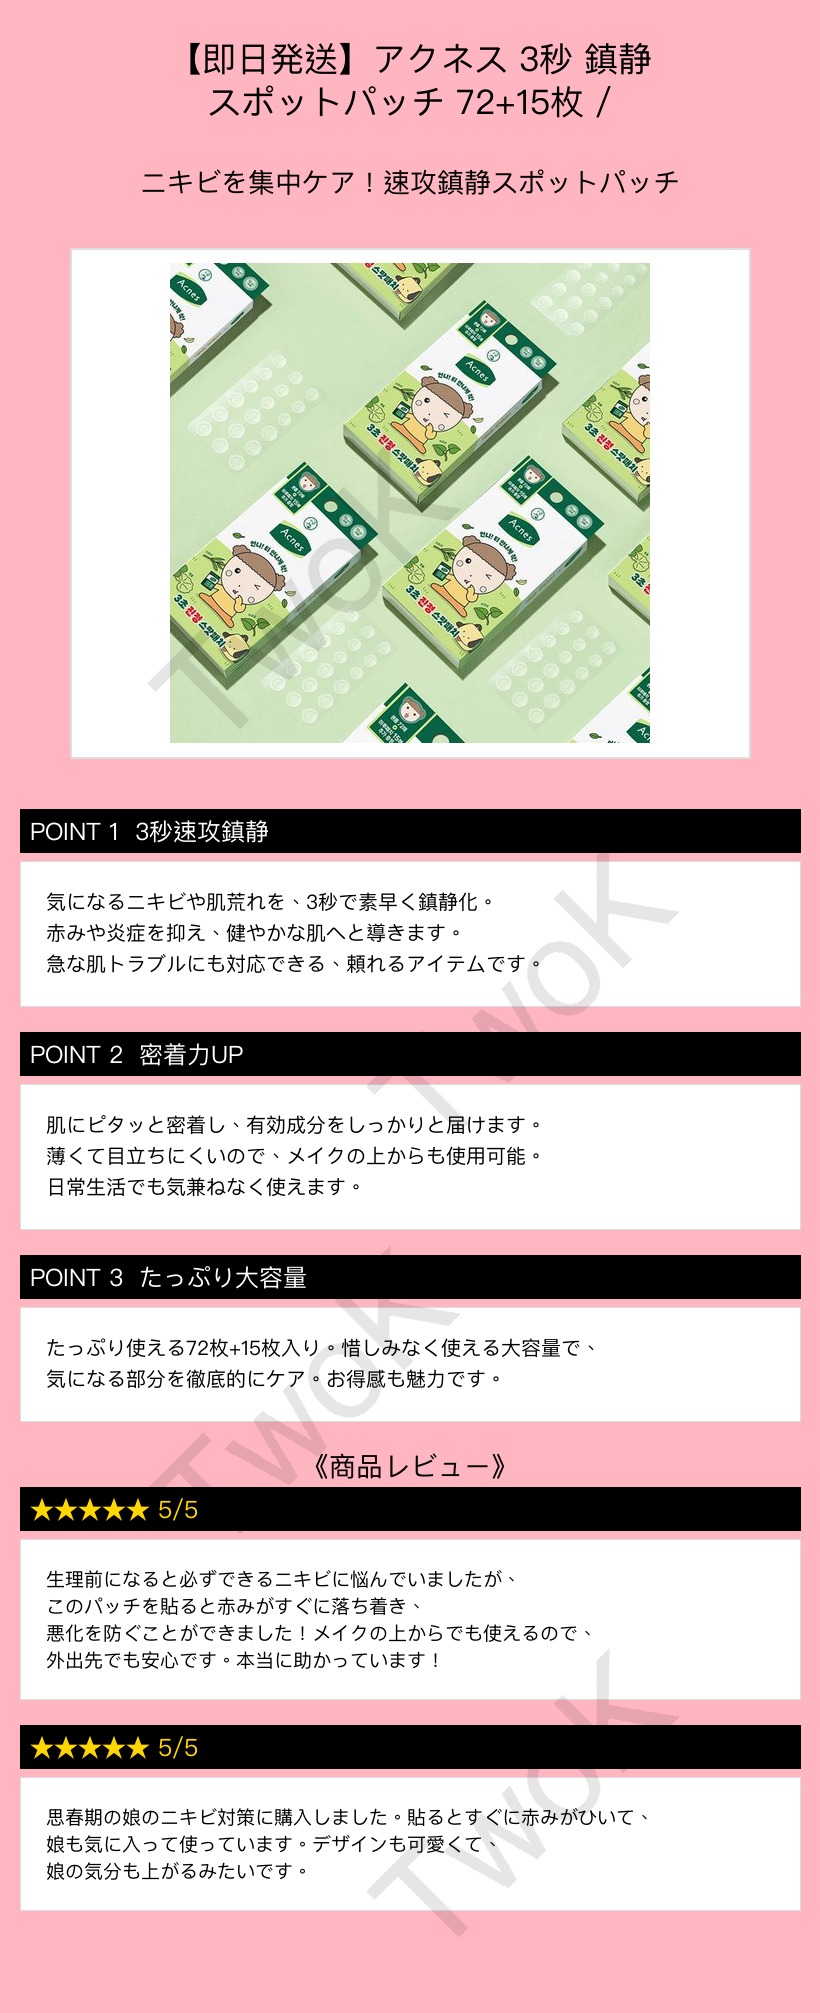 【即日発送】アクネス 3秒 鎮静
スポットパッチ 72+15枚 /
ニキビを集中ケア！速攻鎮静スポットパッチ
Acnes
3초 진정 스팟패치
Acnes
언니! 티 안나게 해!
3초 진정 스팟패치
Acnes
3초 진정 스팟패치
Acnes
3초 진정 스팟패치
TwoK
POINT 1 3秒速攻鎮静
気になるニキビや肌荒れを、3秒で素早く鎮静化。
赤みや炎症を抑え、健やかな肌へと導きます。
急な肌トラブルにも対応できる、頼れるアイテムです。
TwoK
POINT 2 密着力UP
肌にピタッと密着し、有効成分をしっかりと届けます。
薄くて目立ちにくいので、メイクの上からも使用可能。
日常生活でも気兼ねなく使えます。
POINT 3 たっぷり大容量
たっぷり使える72枚+15枚入り。惜しみなく使える大容量で、
気になる部分を徹底的にケア。お得感も魅力です。
TwoK
《商品レビュー》
★★★★★ 5/5
生理前になると必ずできるニキビに悩んでいましたが、
このパッチを貼ると赤みがすぐに落ち着き、
悪化を防ぐことができました！メイクの上からでも使えるので、
外出先でも安心です。本当に助かっています！
★★★★★ 5/5
思春期の娘のニキビ対策に購入しました。貼るとすぐに赤みがひいて、
娘も気に入って使っています。デザインも可愛くて、
娘の気分も上がるみたいです。
TwoK